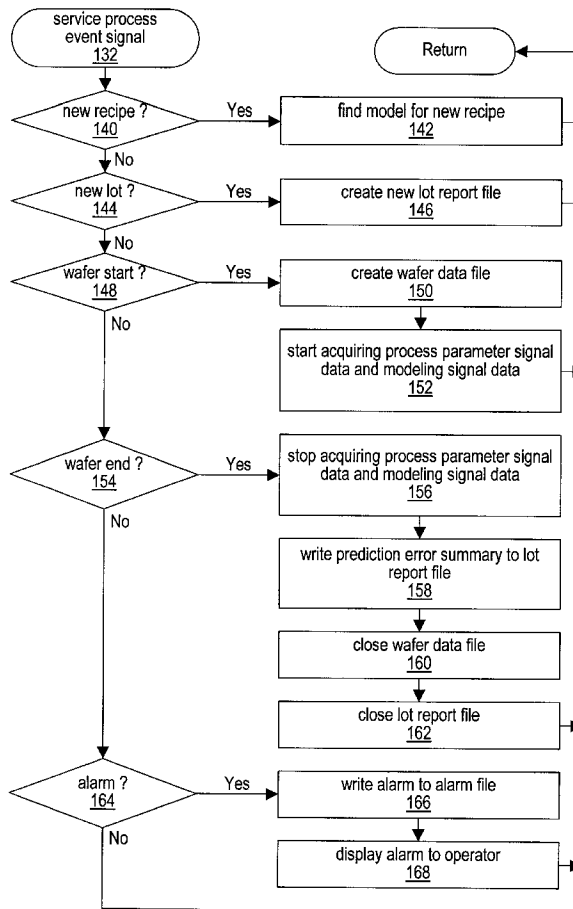 service process
event signal
132
Return
new recipe ?
140
Yes
find model for new recipe
142
No
new lot ?
144
Yes
create new lot report file
146
No
wafer start ?
148
Yes
create wafer data file
150
No
start acquiring process parameter signal
data and modeling signal data
152
wafer end ?
154
Yes
stop acquiring process parameter signal
data and modeling signal data
156
No
write prediction error summary to lot
report file
158
close wafer data file
160
close lot report file
162
alarm ?
164
Yes
write alarm to alarm file
166
No
display alarm to operator
168